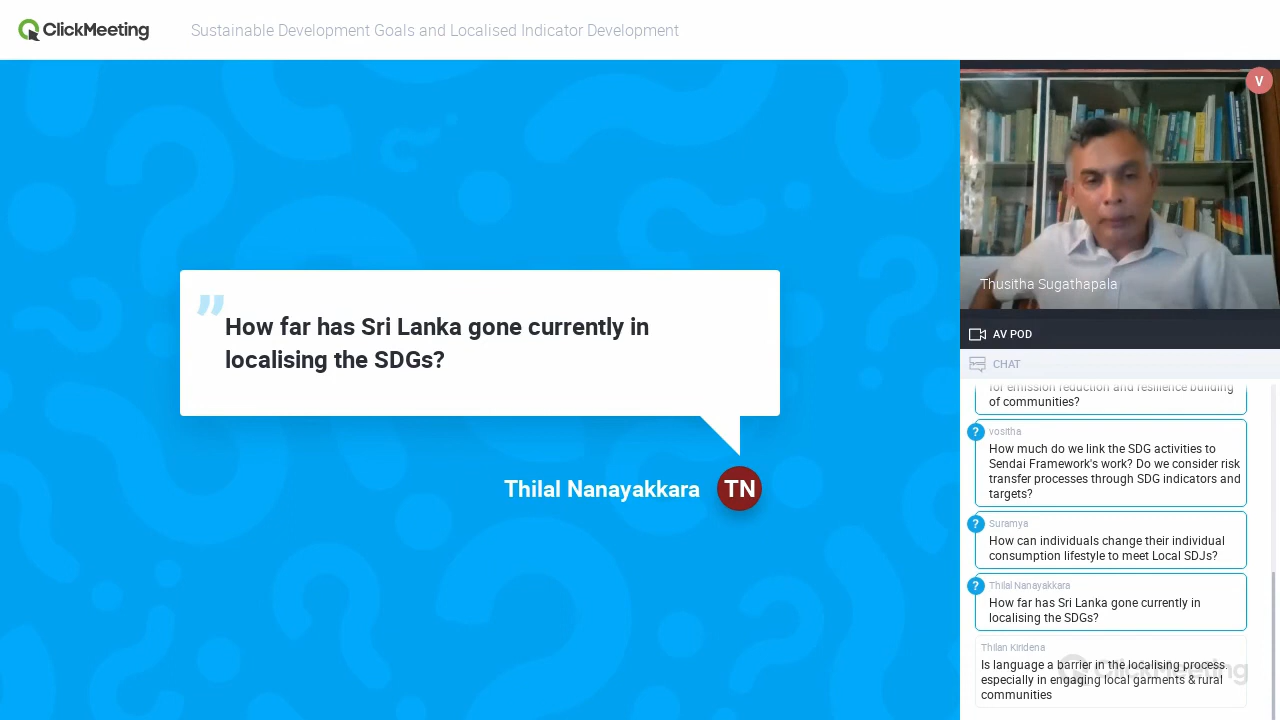 ClickMeeting
Sustainable Development Goals and Localised Indicator Development
V
Thusitha Sugathapala
"
How far has Sri Lanka gone currently in
localising the SDGs?
Thilal Nanayakkara
TN
AV POD
CHAT
for emission reduction and resilience building
of communities?
?
vositha
How much do we link the SDG activities to
Sendai Framework's work? Do we consider risk
transfer processes through SDG indicators and
targets?
?
Suramya
How can individuals change their individual
consumption lifestyle to meet Local SDJs?
?
Thilal Nanayakkara
How far has Sri Lanka gone currently in
localising the SDGs?
Thilan Kiridena
Is language a barrier in the localising process.
especially in engaging local garments & rural
communities
ClickMeeting